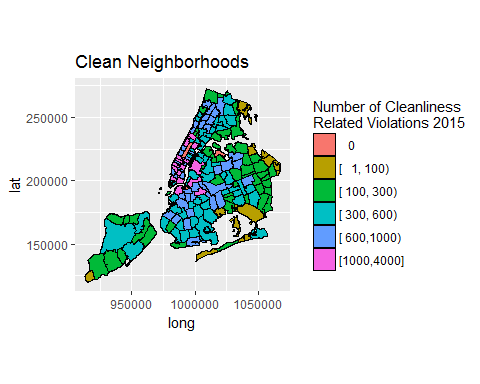 Clean Neighborhoods
lat
250000
200000
150000
950000 1000000 1050000
long
Number of Cleanliness
Related Violations 2015
0
[ 1, 100)
[ 100, 300)
[ 300, 600)
[ 600,1000)
[1000,4000]